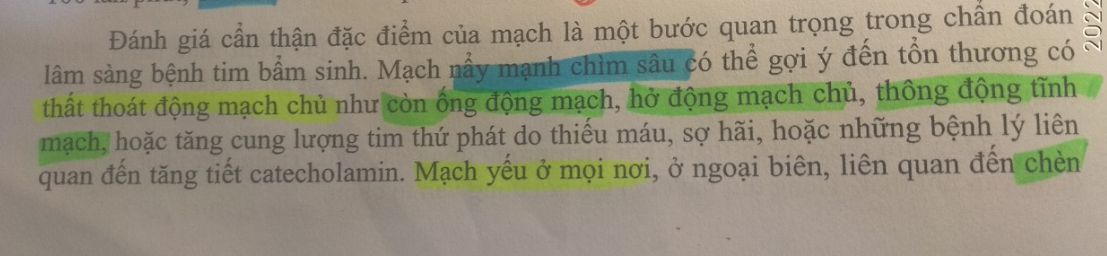 Đánh giá cẩn thận đặc điểm của mạch là một bước quan trọng trong chẩn đoán
lâm sàng bệnh tim bẩm sinh. Mạch nẩy mạnh chìm sâu có thể gợi ý đến tổn thương có
thất thoát động mạch chủ như còn ống động mạch, hở động mạch chủ, thông động tĩnh
mạch, hoặc tăng cung lượng tim thứ phát do thiếu máu, sợ hãi, hoặc những bệnh lý liên
quan đến tăng tiết catecholamin. Mạch yếu ở mọi nơi, ở ngoại biên, liên quan đến chèn
2022